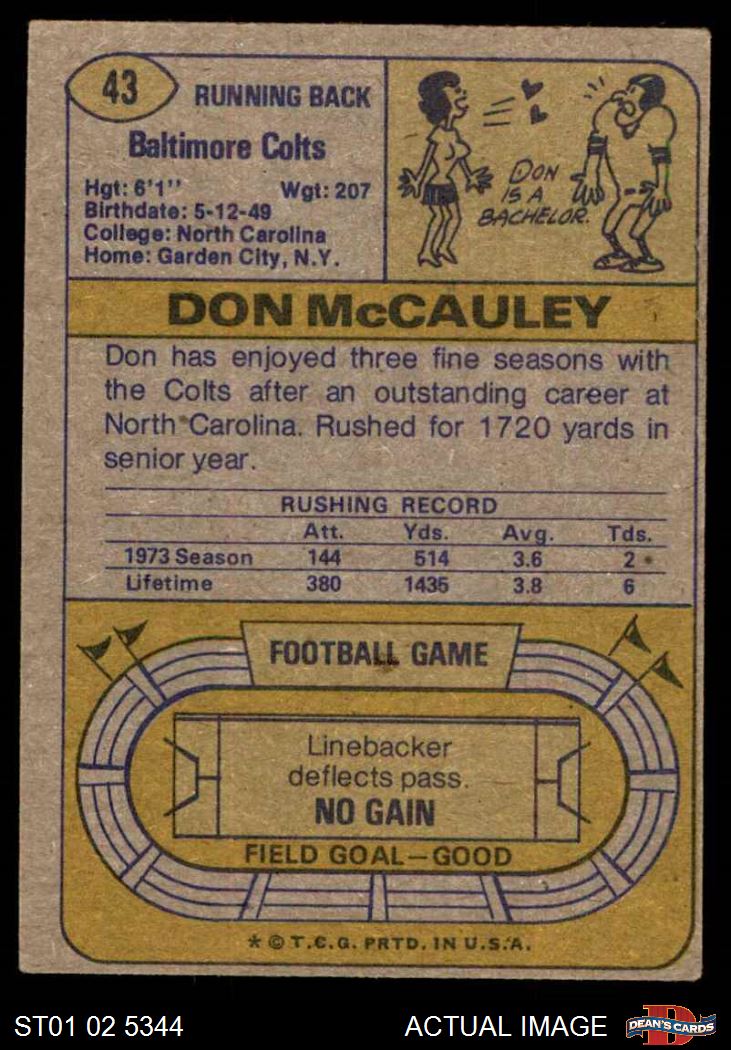 43
RUNNING BACK
Baltimore Colts
Hgt: 6'1" Wgt: 207
Birthdate: 5-12-49
College: North Carolina
Home: Garden City, N.Y.
DON
IS A
BACHELOR.
DON McCAULEY
Don has enjoyed three fine seasons with
the Colts after an outstanding career at
North Carolina. Rushed for 1720 yards in
senior year.
RUSHING RECORD
Att. Yds. Avg. Tds.
1973 Season 144 514 3.6 2
Lifetime 380 1435 3.8 6
FOOTBALL GAME
Linebacker
deflects pass.
NO GAIN
FIELD GOAL—GOOD
* © T.C.G. PRTD. IN U.S.A.
ST01 02 5344 ACTUAL IMAGE
D
DEAN'S CARDS